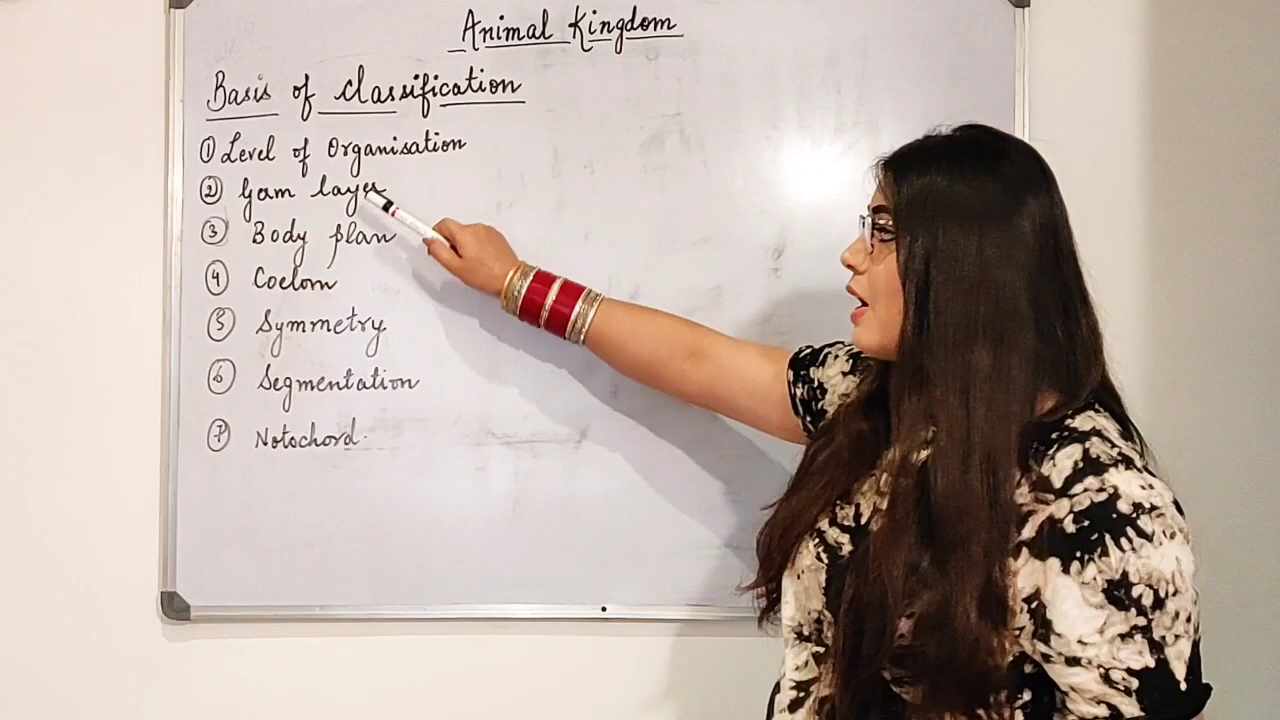 Animal Kingdom
Basis of classification
① Level of Organisation
② Germ layer
③ Body plan
④ Coelom
⑤ Symmetry
⑥ Segmentation
⑦ Notochord.